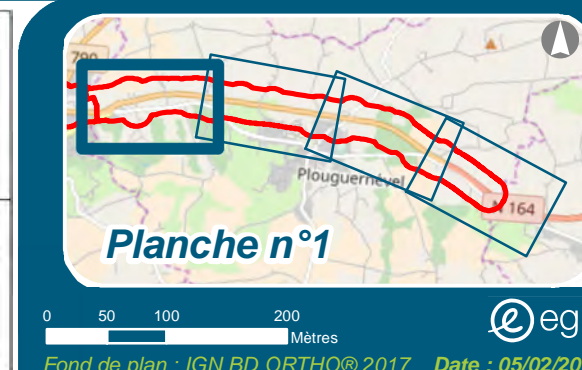 790
Plouguernével
N 164
Planche n°1
0 50 100 200
Mètres
eg
Fond de plan : IGN BD ORTHO® 2017 Date : 05/02/20